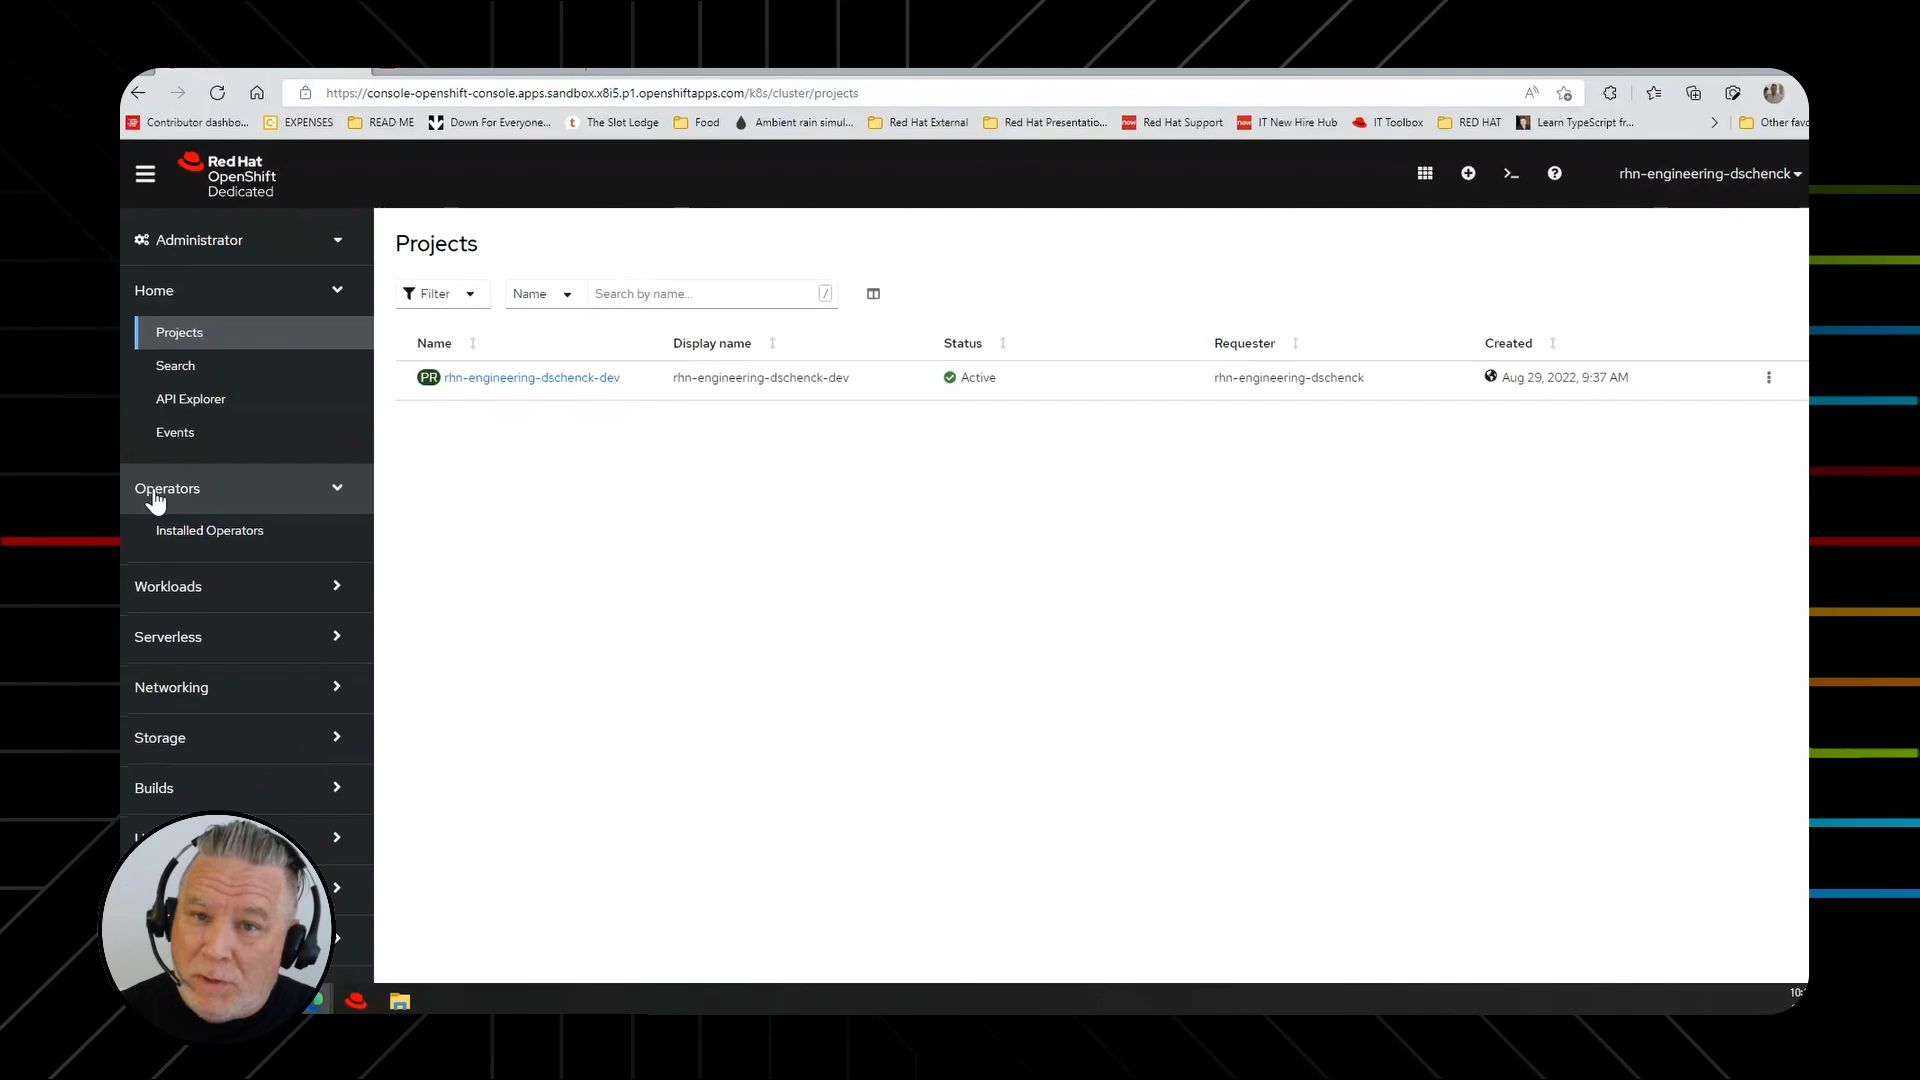 https://console-openshift-console.apps.sandbox.x8i5.p1.openshiftapps.com/k8s/cluster/projects
Contributor dashbo...
EXPENSES
READ ME
Down For Everyone...
The Slot Lodge
Food
Ambient rain simul...
Red Hat External
Red Hat Presentatio...
Red Hat Support
IT New Hire Hub
IT Toolbox
RED HAT
Learn TypeScript fr...
Other favo
Red Hat
OpenShift
Dedicated
rhn-engineering-dschenck
Administrator
Home
Projects
Search
API Explorer
Events
Operators
Installed Operators
Workloads
Serverless
Networking
Storage
Builds
Projects
Filter
Name
Search by name...
/
Name
Display name
Status
Requester
Created
PR rhn-engineering-dschenck-dev
rhn-engineering-dschenck-dev
Active
rhn-engineering-dschenck
Aug 29, 2022, 9:37 AM
10: